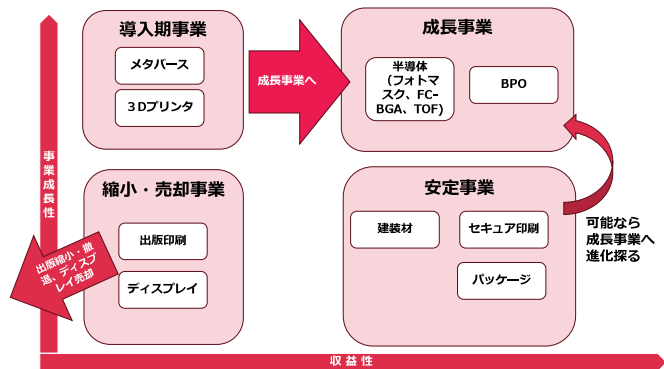 導入期事業
メタバース
３Dプリンタ
成長事業へ
成長事業
半導体
（フォトマ
スク、FC-
BGA、TOF)
BPO
事業成長性
縮小・売却事業
出版印刷
ディスプレイ
出版縮小・撤
退、ディスプ
レイ売却
安定事業
建装材
セキュア印刷
パッケージ
可能なら
成長事業へ
進化探る
収益性